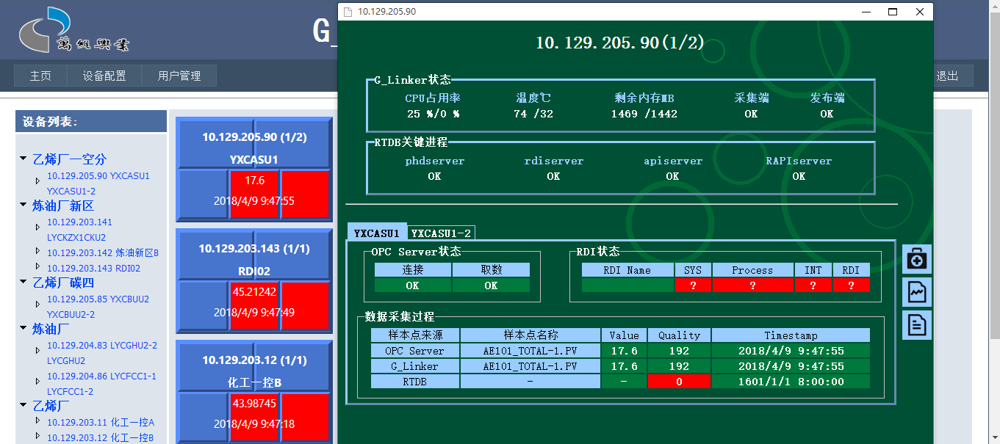 萬維興業
G_
主页 设备配置 用户管理
退出
设备列表:
乙烯厂一空分
10.129.205.90 YXCASU1
YXCASU1-2
炼油厂新区
10.129.203.141
LYCKZX1CKU2
10.129.203.142 炼油新区B
10.129.203.143 RDI02
乙烯厂碳四
10.129.205.85 YXCBUU2
YXCBUU2-2
炼油厂
10.129.204.83 LYCGHU2-2
LYCGHU2
10.129.204.86 LYCFCC1-1
LYCFCC1-2
乙烯厂
10.129.203.11 化工一控A
10.129.203.12 化工一控B
10.129.205.90 (1/2)
YXCASU1
17.6
2018/4/9 9:47:55
10.129.203.143 (1/1)
RDI02
45.21242
2018/4/9 9:47:49
10.129.203.12 (1/1)
化工一控B
43.98745
2018/4/9 9:47:18
10.129.205.90
10.129.205.90(1/2)
G_Linker状态
CPU占用率 温度℃ 剩余内存MB 采集端 发布端
25 %/0 % 74 /32 1469 /1442 OK OK
RTDB关键进程
phdserver rdiserver apiserver RAPIserver
OK OK OK OK
YXCASU1 YXCASU1-2
OPC Server状态
连接 取数
OK OK
RDI状态
RDI Name SYS Process INT RDI
? ? ? ?
数据采集过程
样本点来源 样本点名称 Value Quality Timestamp
OPC Server AE101_TOTAL-1.PV 17.6 192 2018/4/9 9:47:55
G_Linker AE101_TOTAL-1.PV 17.6 192 2018/4/9 9:47:55
RTDB - - 0 1601/1/1 8:00:00